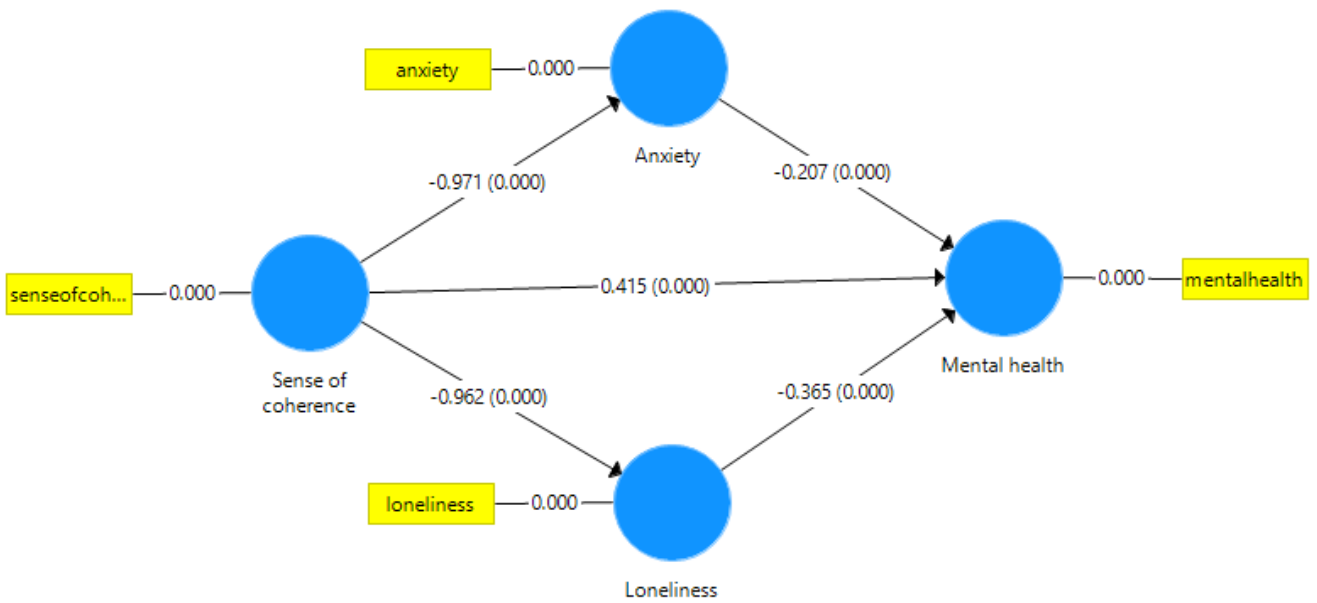 anxiety
0.000
Anxiety
-0.971 (0.000)
-0.207 (0.000)
senseofcoh...
0.000
0.415 (0.000)
0.000
mentalhealth
Sense of
coherence
Mental health
-0.962 (0.000)
-0.365 (0.000)
loneliness
0.000
Loneliness